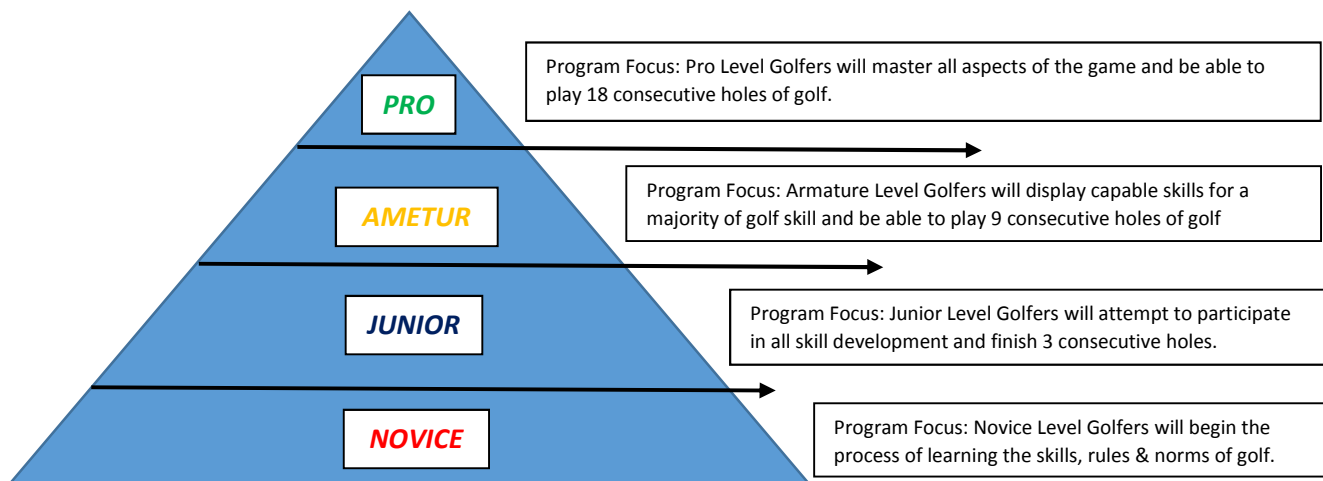 PRO
Program Focus: Pro Level Golfers will master all aspects of the game and be able to
play 18 consecutive holes of golf.
AMETUR
Program Focus: Armature Level Golfers will display capable skills for a
majority of golf skill and be able to play 9 consecutive holes of golf
JUNIOR
Program Focus: Junior Level Golfers will attempt to participate
in all skill development and finish 3 consecutive holes.
NOVICE
Program Focus: Novice Level Golfers will begin the
process of learning the skills, rules & norms of golf.